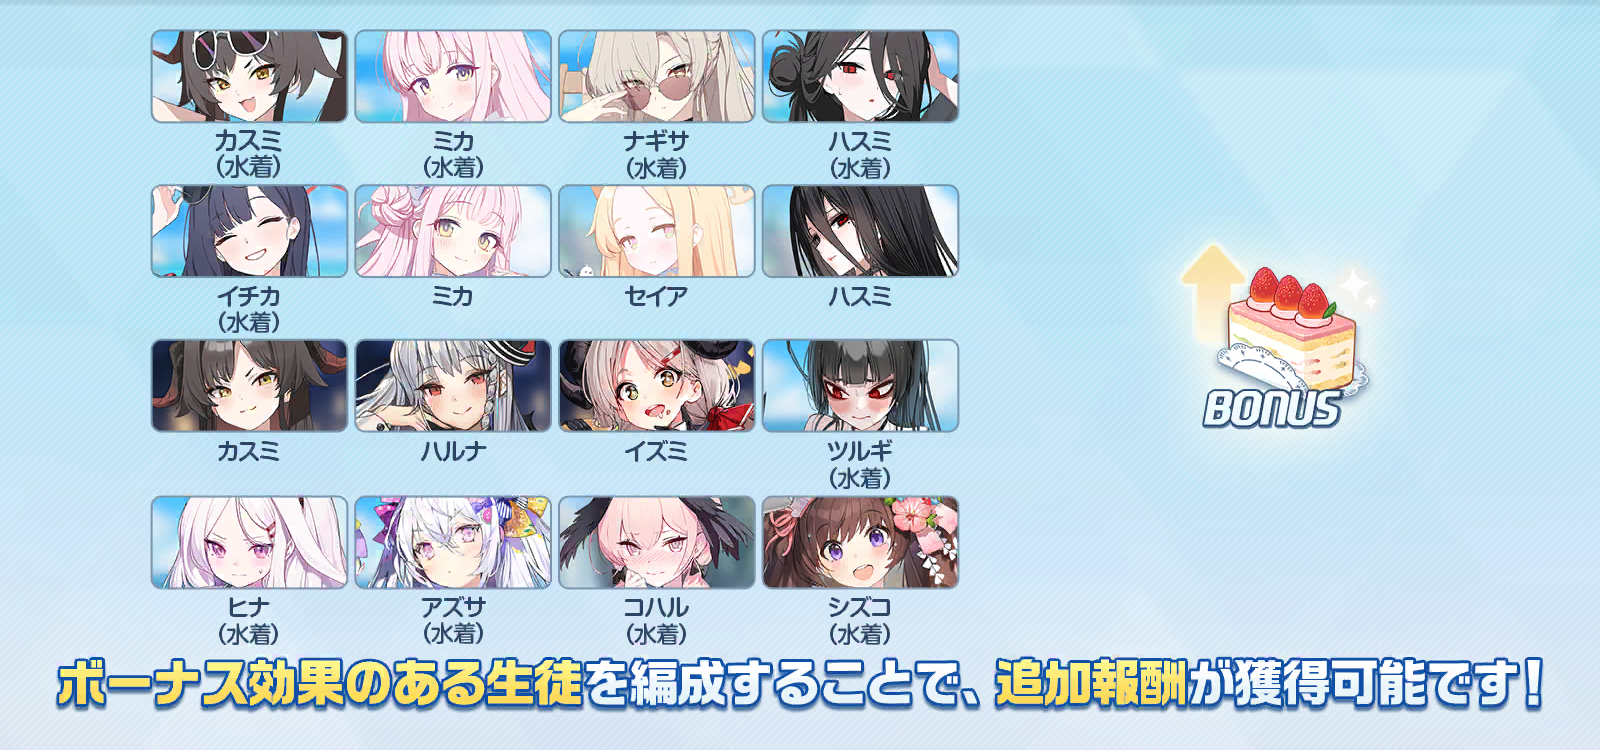 カスミ ミカ ナギサ ハスミ
(水着) (水着) (水着) (水着)
イチカ ミカ セイア ハスミ
(水着)
カスミ ハルナ イズミ ツルギ
(水着)
BONUS
ヒナ アズサ コハル シズコ
(水着) (水着) (水着) (水着)
ボーナス効果のある生徒を編成することで、追加報酬が獲得可能です!